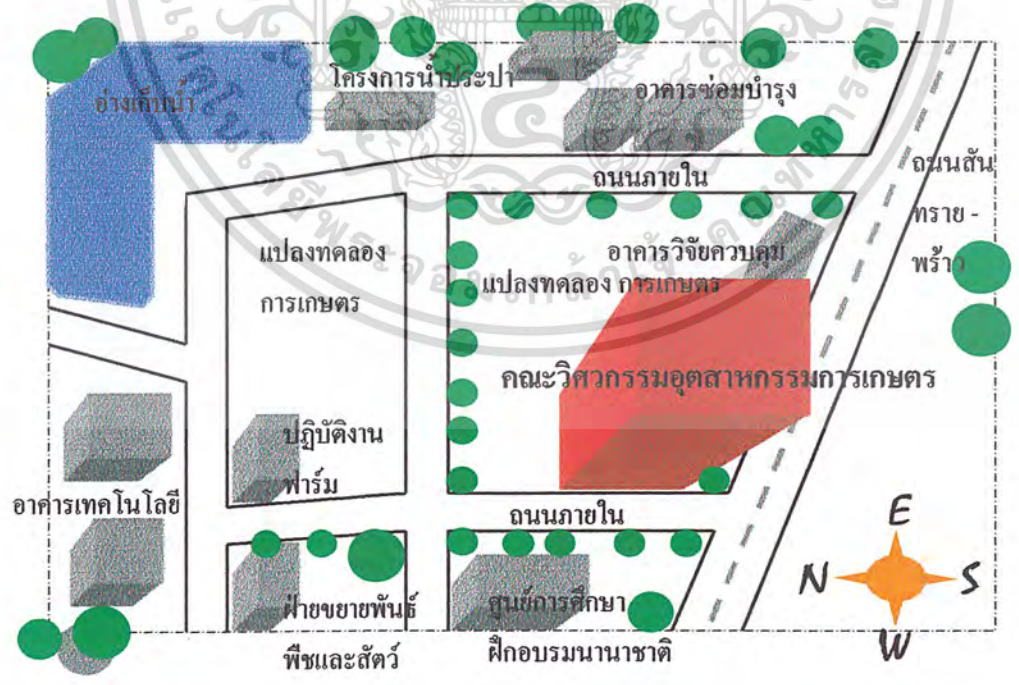 โครงการน้ำประปา
อ่างเก็บน้ำ
อาคารซ่อมบำรุง
ถนนภายใน
ถนนสัน
ทราย -
พร้าว
แปลงทดลอง
การเกษตร
อาคารวิจัยควบคุม
แปลงทดลอง การเกษตร
คณะวิศวกรรมอุตสาหกรรมการเกษตร
ปฏิบัติงาน
ฟาร์ม
อาคารเทคโนโลยี
ถนนภายใน
ฝ่ายขยายพันธุ์
พืชและสัตว์
ศูนย์การศึกษา
ฝึกอบรมนานาชาติ
E
N S
W